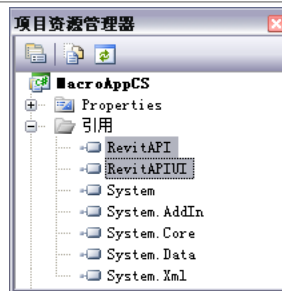 项目资源管理器
MacroAppCS
Properties
引用
RevitAPI
RevitAPIUI
System
System.AddIn
System.Core
System.Data
System.Xml